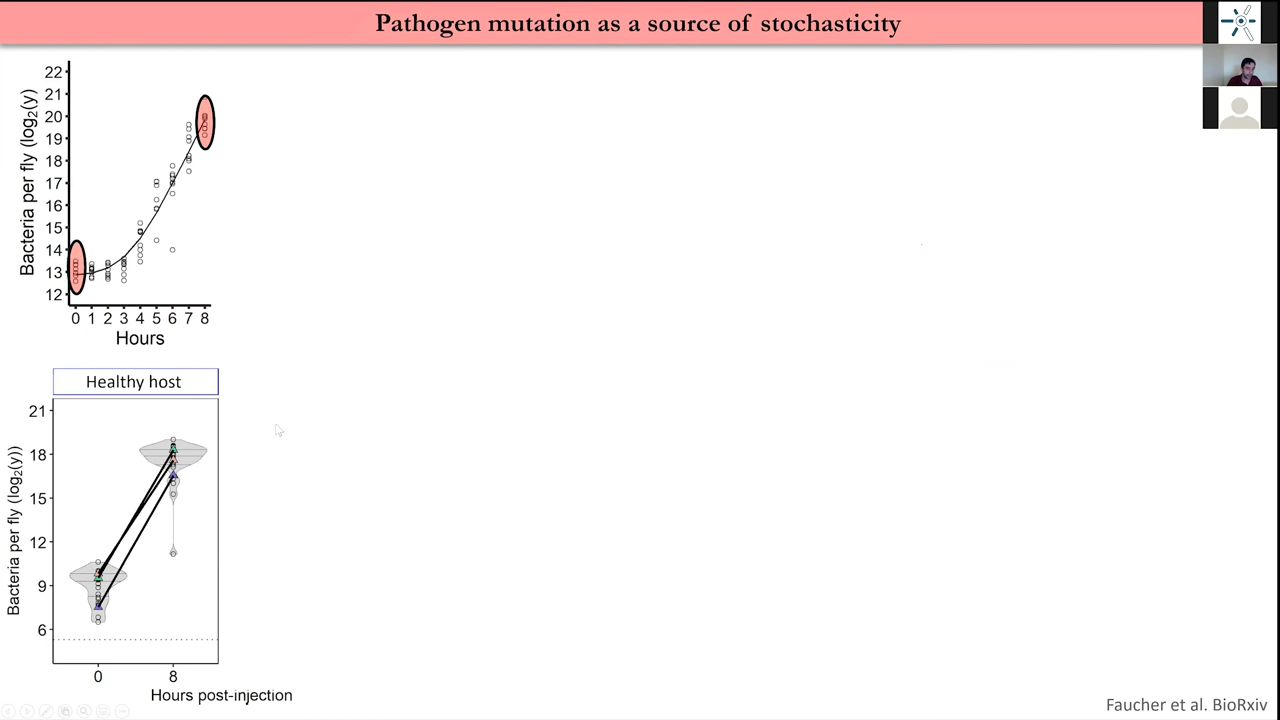 Pathogen mutation as a source of stochasticity
Bacteria per fly (log2(y)
22
21
20
19
18
17
16
15
14
13
12
0 1 2 3 4 5 6 7 8
Hours
Healthy host
Bacteria per fly (log2(y))
21
18
15
12
9
6
0 8
Hours post-injection
Faucher et al. BioRxiv